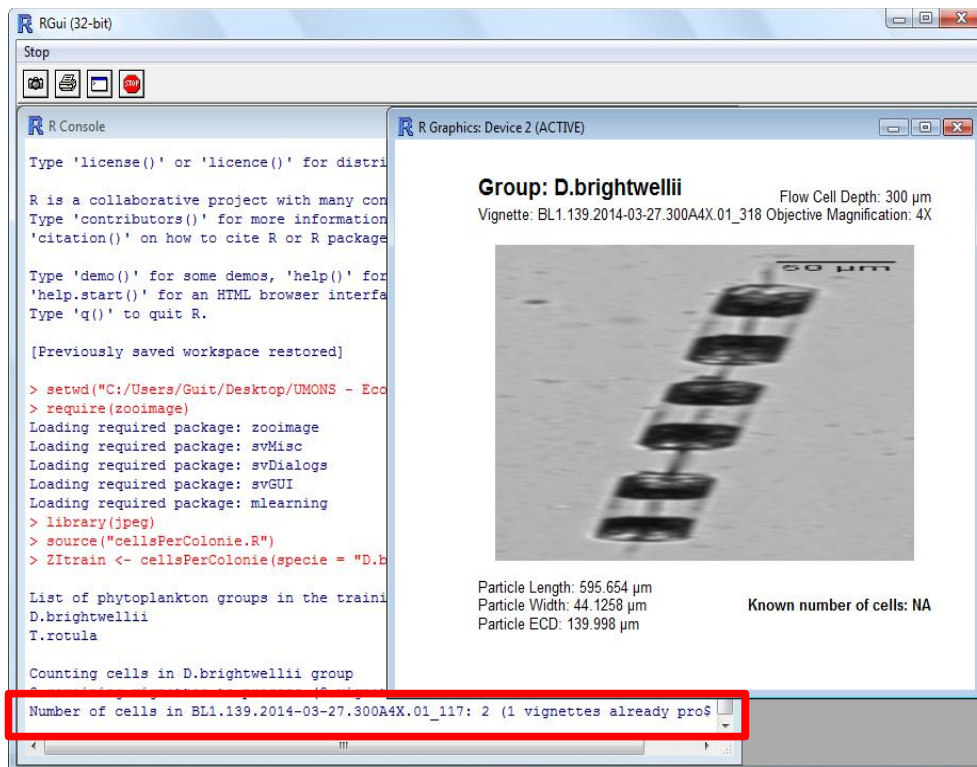 RGui (32-bit)
Stop
STOP
R Console
Type 'license()' or 'licence()' for distri
R is a collaborative project with many con
Type 'contributors()' for more information
'citation()' on how to cite R or R package
Type 'demo()' for some demos, 'help()' for
'help.start()' for an HTML browser interfa
Type 'q()' to quit R.
[Previously saved workspace restored]
> setwd("C:/Users/Guit/Desktop/UMONS - Eco
> require(zooimage)
Loading required package: zooimage
Loading required package: svMisc
Loading required package: svDialogs
Loading required package: svGUI
Loading required package: mlearning
> library(jpeg)
> source("cellsPerColonie.R")
> ZItrain <- cellsPerColonie(specie = "D.b
List of phytoplankton groups in the traini
D.brightwellii
T.rotula
Counting cells in D.brightwellii group
Number of cells in BL1.139.2014-03-27.300A4X.01_117: 2 (1 vignettes already pro$
R Graphics: Device 2 (ACTIVE)
Group: D.brightwellii
Flow Cell Depth: 300 µm
Vignette: BL1.139.2014-03-27.300A4X.01_318 Objective Magnification: 4X
50 µm
Particle Length: 595.654 µm
Particle Width: 44.1258 µm
Particle ECD: 139.998 µm
Known number of cells: NA